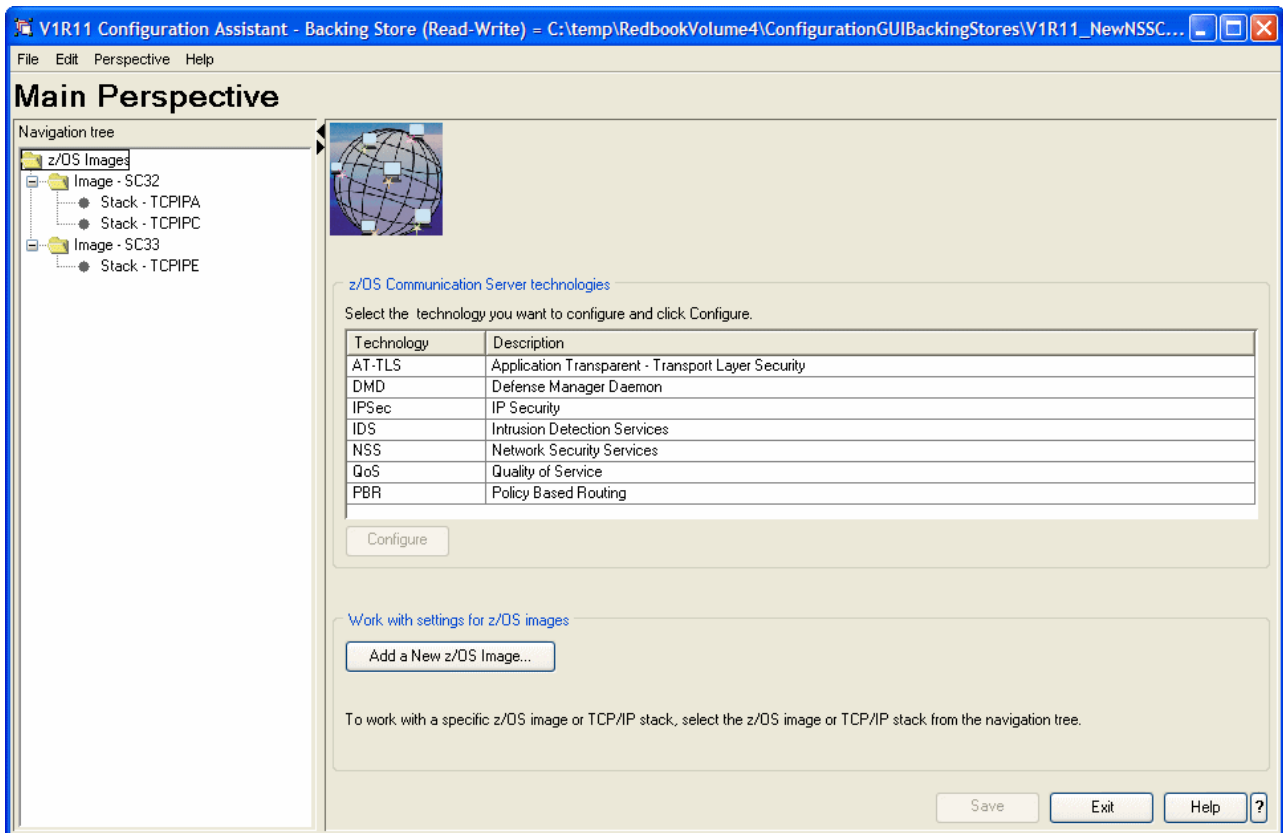 V1R11 Configuration Assistant - Backing Store (Read-Write) = C:\temp\RedbookVolume4\ConfigurationGUIBackingStores\V1R11_NewNSSC...
File Edit Perspective Help
Main Perspective
Navigation tree
z/OS Images
Image - SC32
Stack - TCPIPA
Stack - TCPIPC
Image - SC33
Stack - TCPIPE
z/OS Communication Server technologies
Select the technology you want to configure and click Configure.
Technology Description
AT-TLS Application Transparent - Transport Layer Security
DMD Defense Manager Daemon
IPSec IP Security
IDS Intrusion Detection Services
NSS Network Security Services
QoS Quality of Service
PBR Policy Based Routing
Configure
Work with settings for z/OS images
Add a New z/OS Image...
To work with a specific z/OS image or TCP/IP stack, select the z/OS image or TCP/IP stack from the navigation tree.
Save Exit Help ?